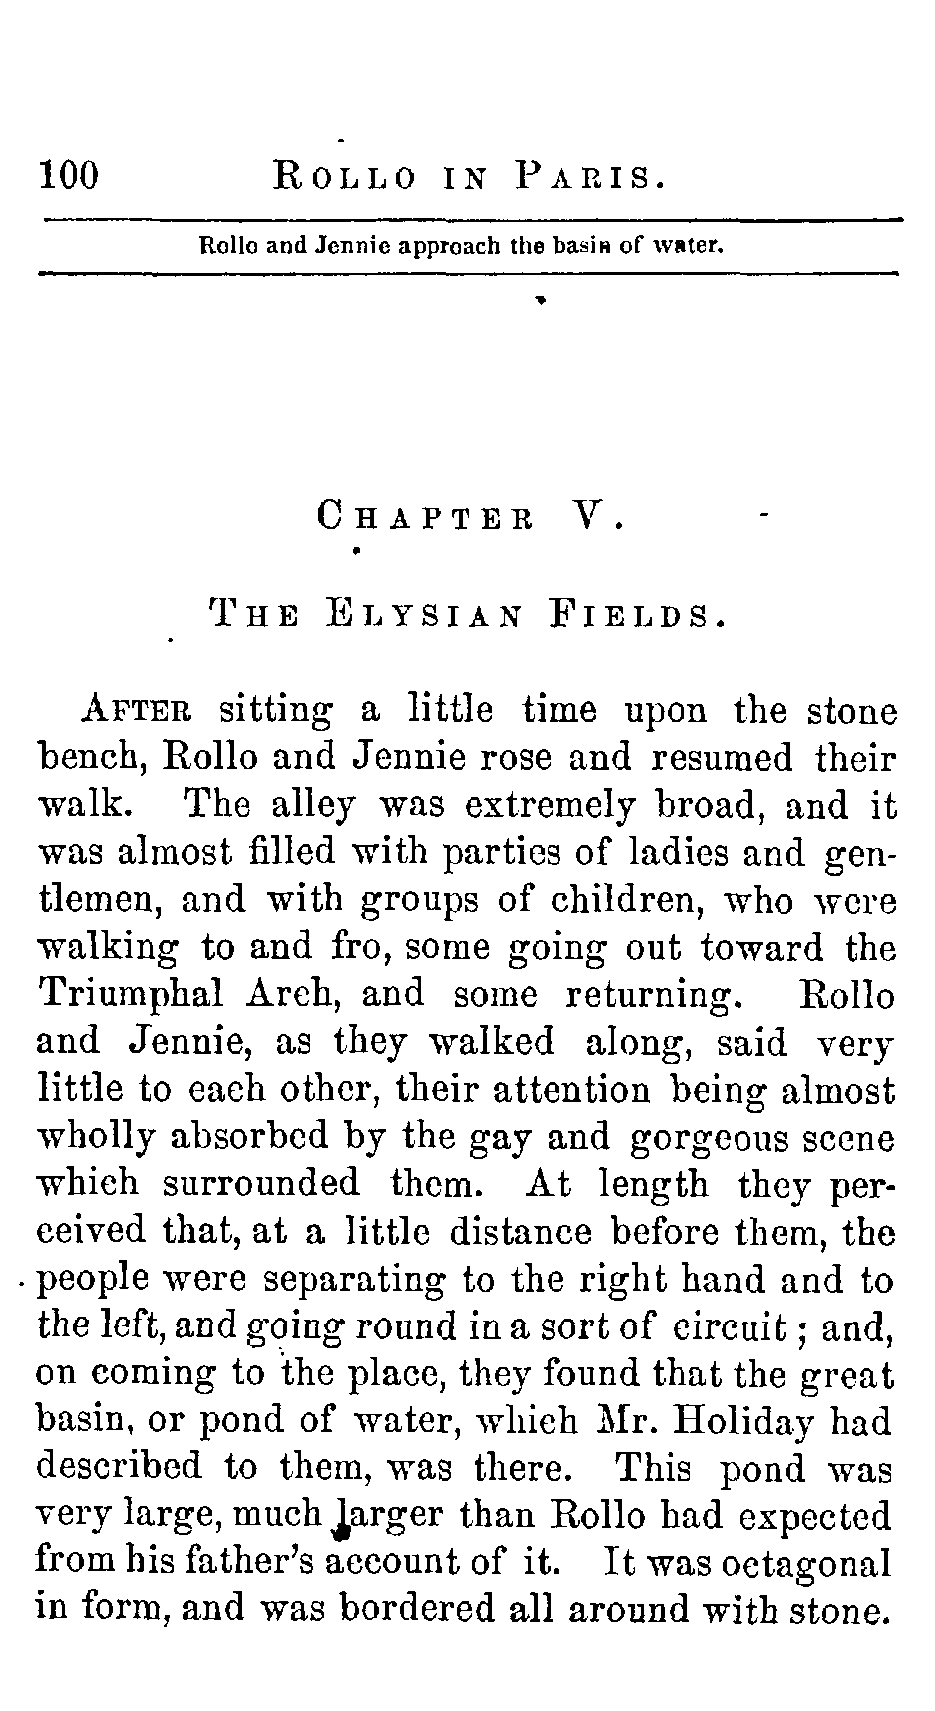 100 ROLLO IN PARIS.
Rollo and Jennie approach the basin of water.
CHAPTER V.
THE ELYSIAN FIELDS.
AFTER sitting a little time upon the stone
bench, Rollo and Jennie rose and resumed their
walk. The alley was extremely broad, and it
was almost filled with parties of ladies and gen-
tlemen, and with groups of children, who were
walking to and fro, some going out toward the
Triumphal Arch, and some returning. Rollo
and Jennie, as they walked along, said very
little to each other, their attention being almost
wholly absorbed by the gay and gorgeous scene
which surrounded them. At length they per-
ceived that, at a little distance before them, the
people were separating to the right hand and to
the left, and going round in a sort of circuit; and,
on coming to the place, they found that the great
basin, or pond of water, which Mr. Holiday had
described to them, was there. This pond was
very large, much larger than Rollo had expected
from his father's account of it. It was octagonal
in form, and was bordered all around with stone.